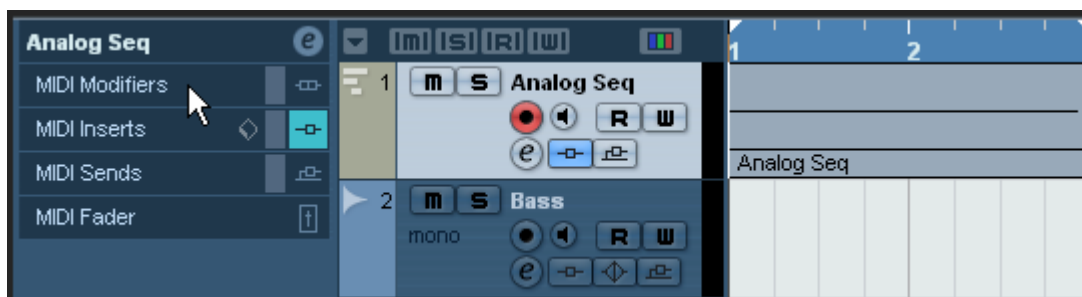 Analog Seq e
MIDI Modifiers
MIDI Inserts
MIDI Sends
MIDI Fader
M S R W
1 M S Analog Seq
R W
e
2 M S Bass
mono R W
e
1 2
Analog Seq